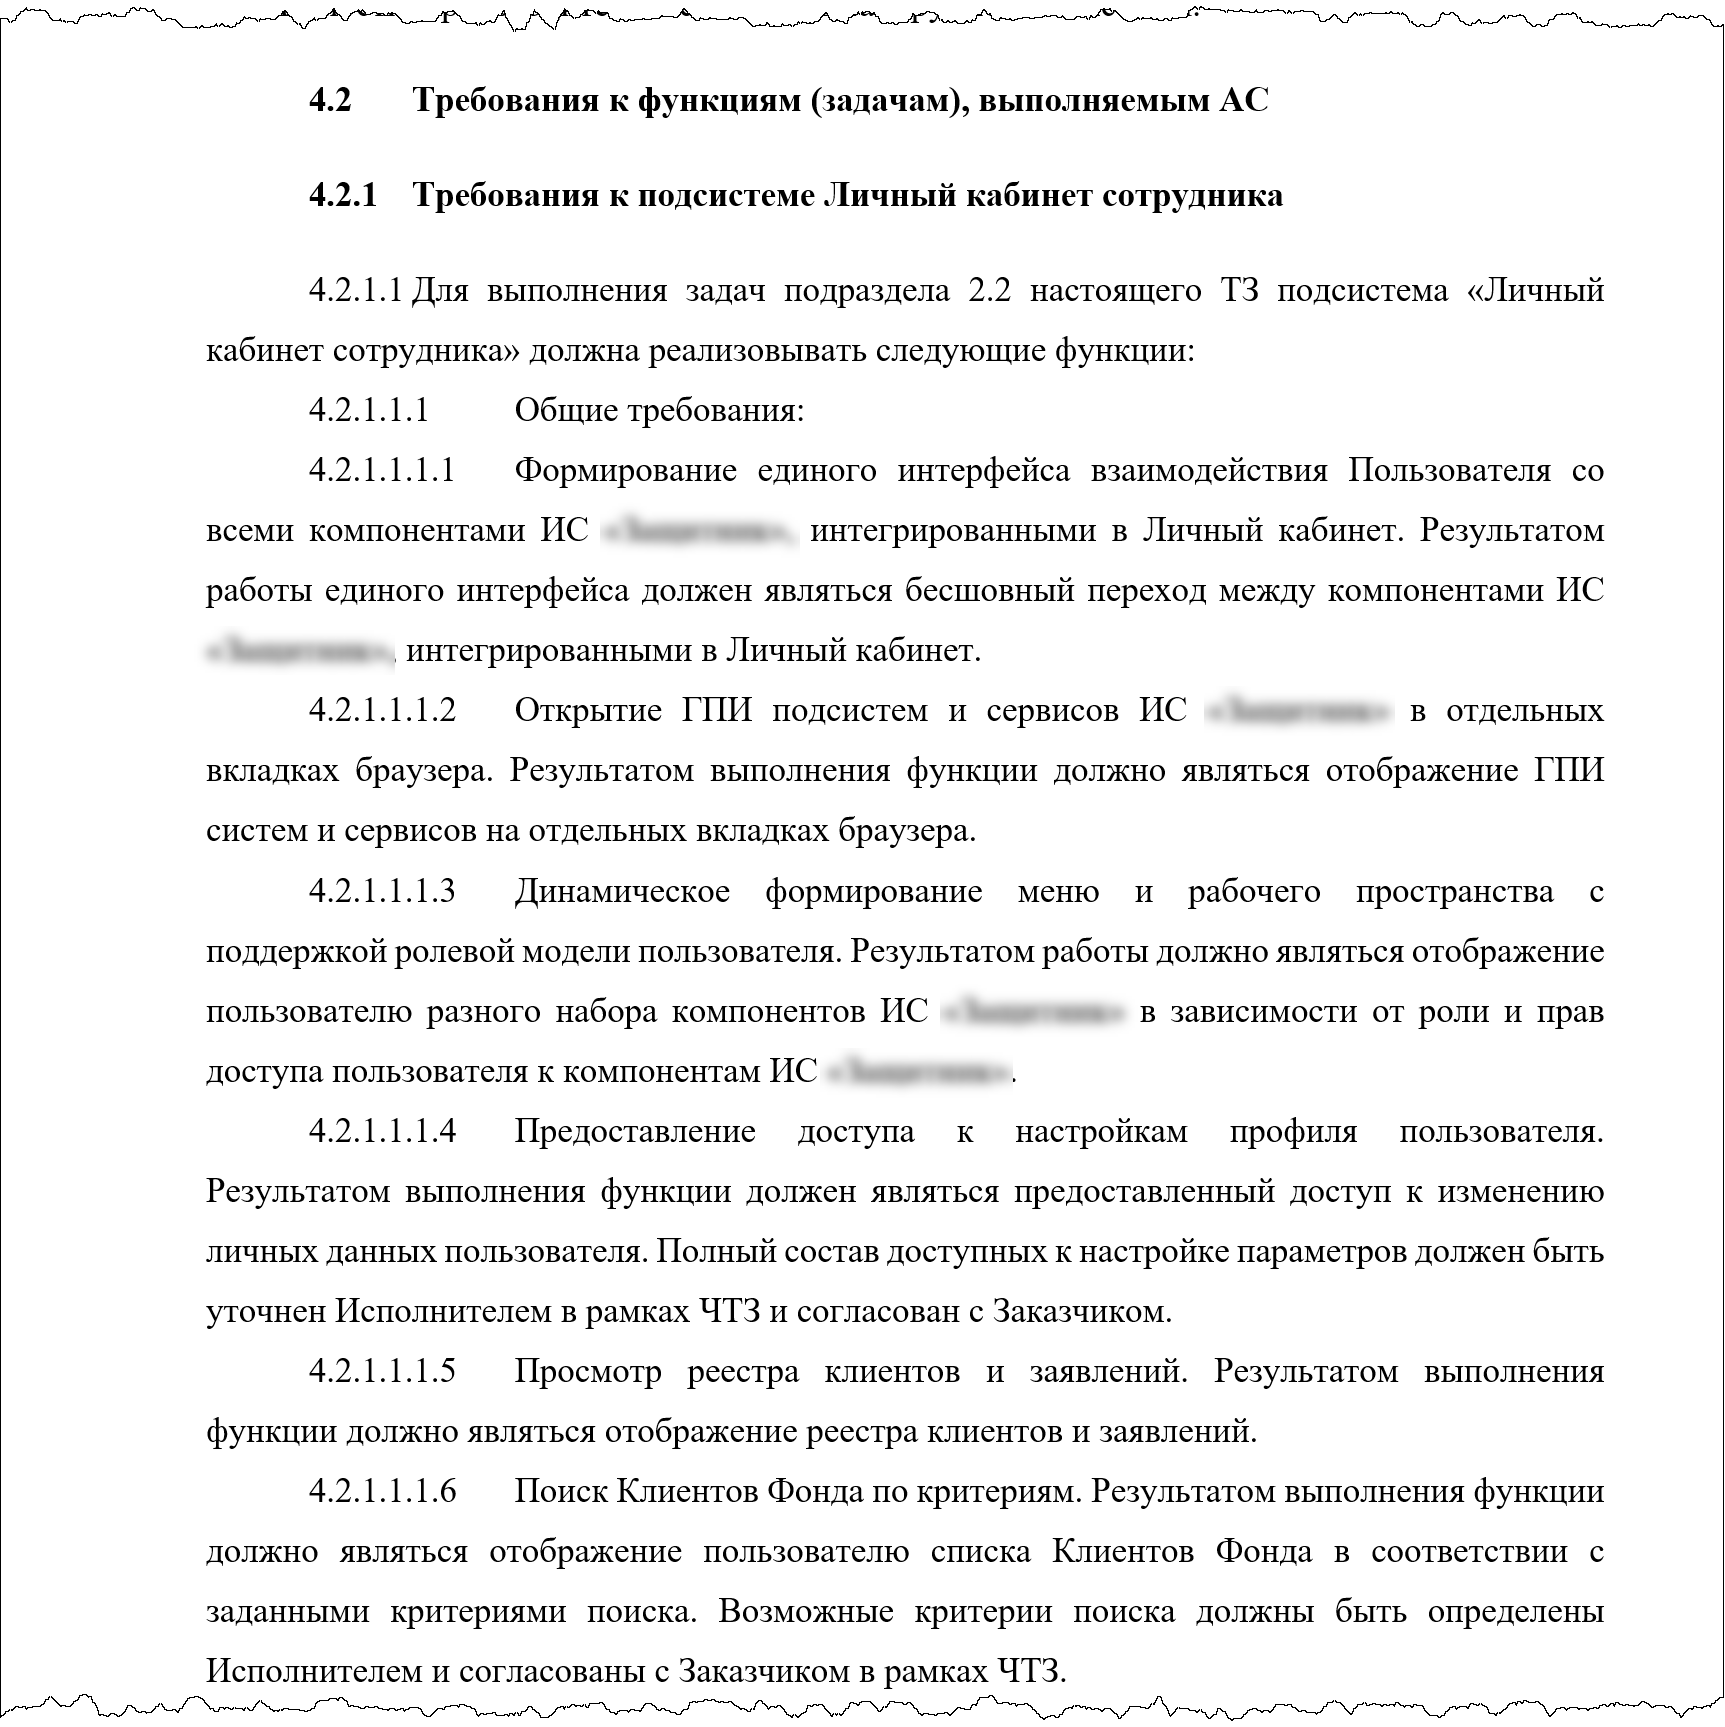 4.2 Требования к функциям (задачам), выполняемым АС
4.2.1 Требования к подсистеме Личный кабинет сотрудника
4.2.1.1 Для выполнения задач подраздела 2.2 настоящего ТЗ подсистема «Личный
кабинет сотрудника» должна реализовывать следующие функции:
4.2.1.1.1 Общие требования:
4.2.1.1.1.1 Формирование единого интерфейса взаимодействия Пользователя со
всеми компонентами ИС интегрированными в Личный кабинет. Результатом
работы единого интерфейса должен являться бесшовный переход между компонентами ИС
интегрированными в Личный кабинет.
4.2.1.1.1.2 Открытие ГПИ подсистем и сервисов ИС в отдельных
вкладках браузера. Результатом выполнения функции должно являться отображение ГПИ
систем и сервисов на отдельных вкладках браузера.
4.2.1.1.1.3 Динамическое формирование меню и рабочего пространства с
поддержкой ролевой модели пользователя. Результатом работы должно являться отображение
пользователю разного набора компонентов ИС в зависимости от роли и прав
доступа пользователя к компонентам ИС .
4.2.1.1.1.4 Предоставление доступа к настройкам профиля пользователя.
Результатом выполнения функции должен являться предоставленный доступ к изменению
личных данных пользователя. Полный состав доступных к настройке параметров должен быть
уточнен Исполнителем в рамках ЧТЗ и согласован с Заказчиком.
4.2.1.1.1.5 Просмотр реестра клиентов и заявлений. Результатом выполнения
функции должно являться отображение реестра клиентов и заявлений.
4.2.1.1.1.6 Поиск Клиентов Фонда по критериям. Результатом выполнения функции
должно являться отображение пользователю списка Клиентов Фонда в соответствии с
заданными критериями поиска. Возможные критерии поиска должны быть определены
Исполнителем и согласованы с Заказчиком в рамках ЧТЗ.